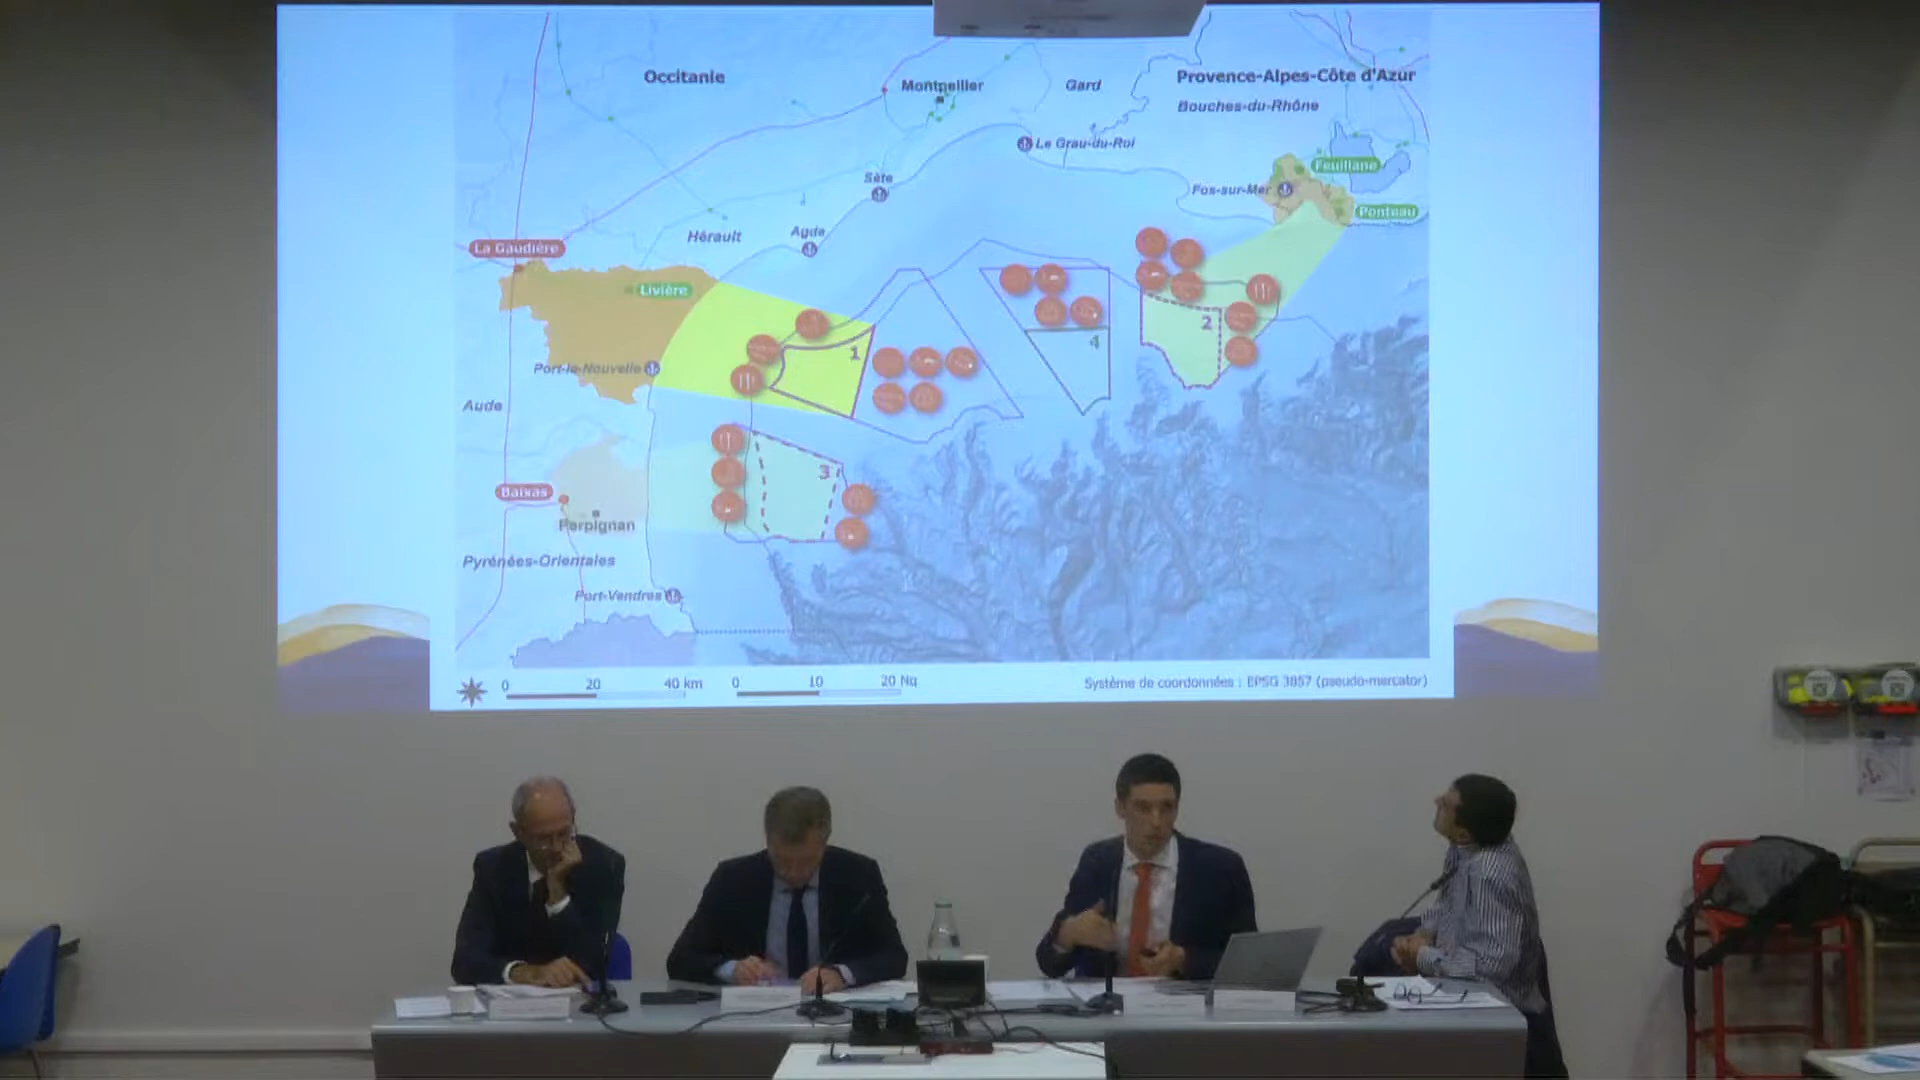 Occitanie
Montpellier
Gard
Provence-Alpes-Côte d'Azur
Bouches-du-Rhône
Le Grau-du-Roi
Feuillane
Sète
Fos-sur-Mer
Ponteau
Hérault
Agde
La Gaudière
Livière
2
4
1
Port-la-Nouvelle
Aude
3
Baixas
Perpignan
Pyrénées-Orientales
Port-Vendres
0 20 40 km 0 10 20 Nq
Système de coordonnées : EPSG 3857 (pseudo-mercator)